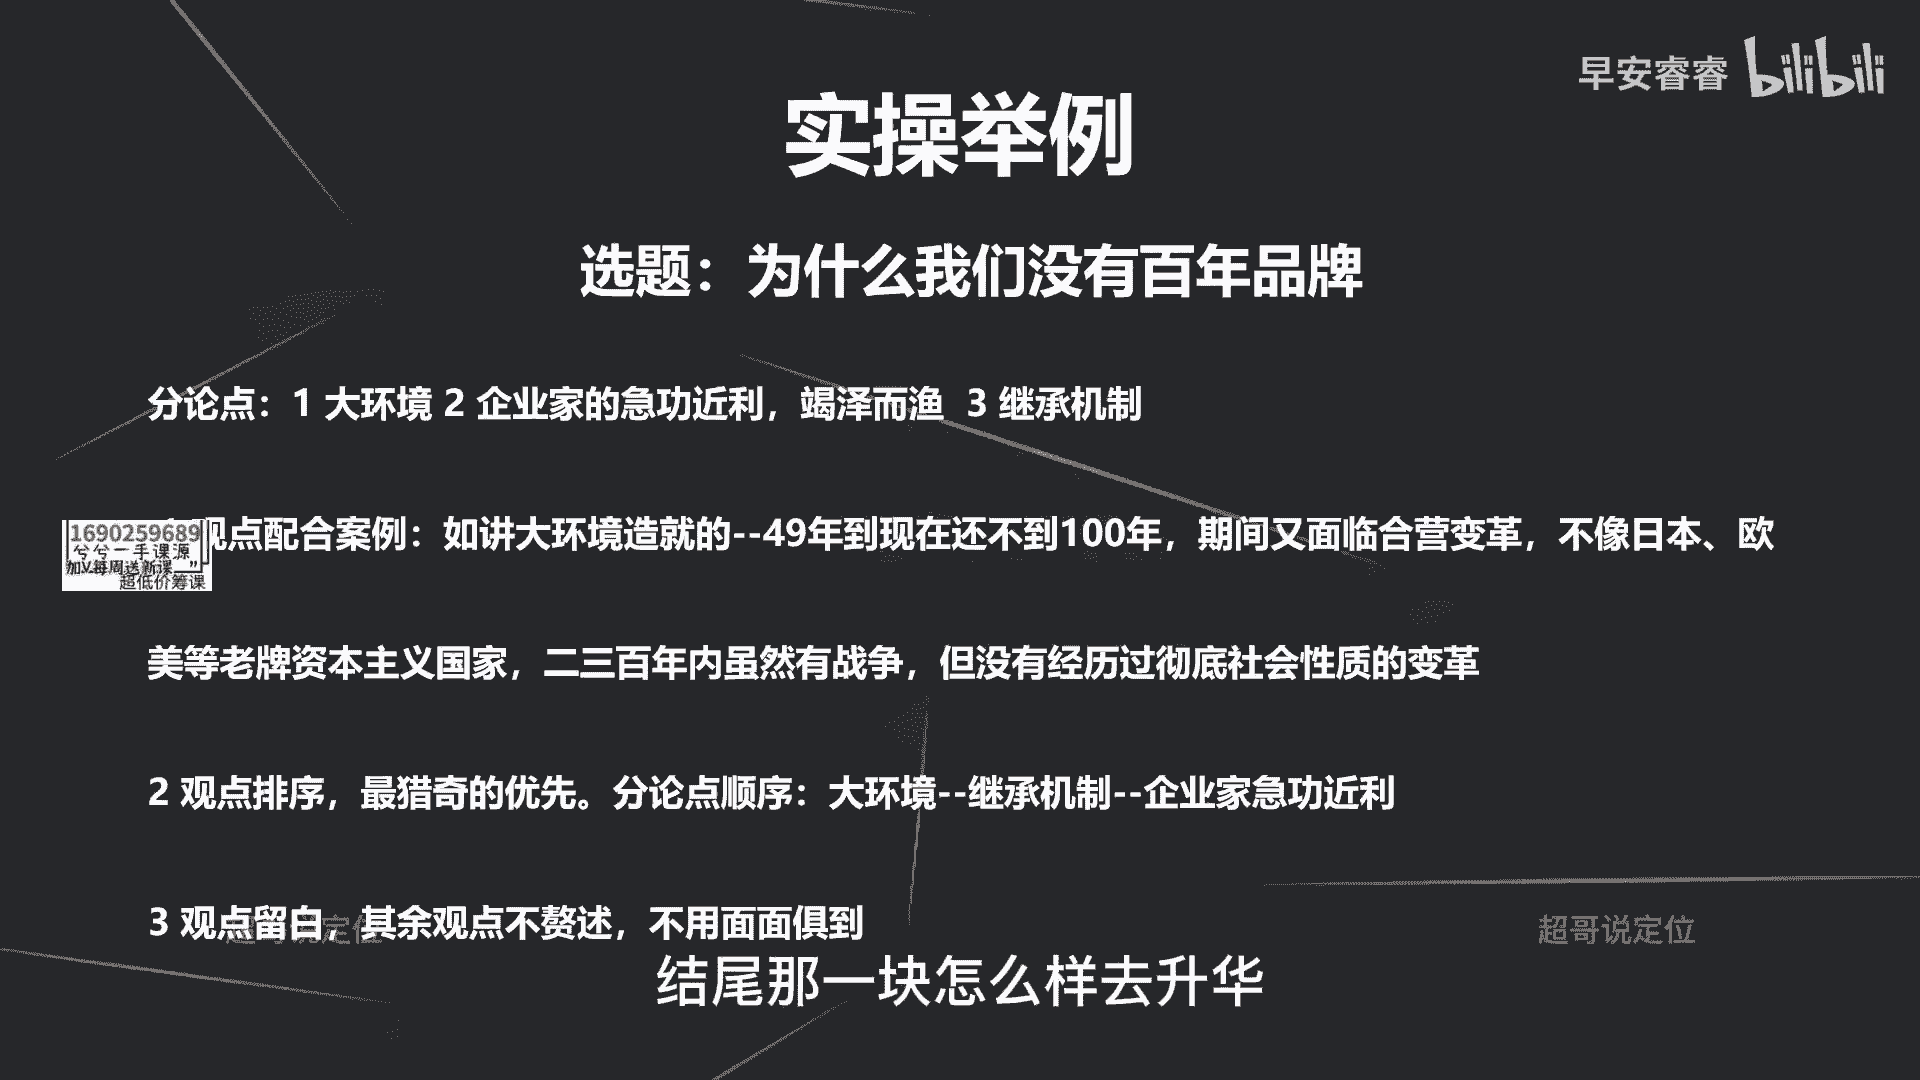 早安睿睿 bilibili
实操举例
选题：为什么我们没有百年品牌
分论点：1 大环境 2 企业家的急功近利，竭泽而渔 3 继承机制
观点配合案例：如讲大环境造就的--49年到现在还不到100年，期间又面临合营变革，不像日本、欧
1690259689
兮兮一手课源
加V每周送新课
超低价筹课
美等老牌资本主义国家，二三百年内虽然有战争，但没有经历过彻底社会性质的变革
2 观点排序，最猎奇的优先。分论点顺序：大环境--继承机制--企业家急功近利
3 观点留白，其余观点不赘述，不用面面俱到
超哥说定位
超哥说定位
结尾那一块怎么样去升华